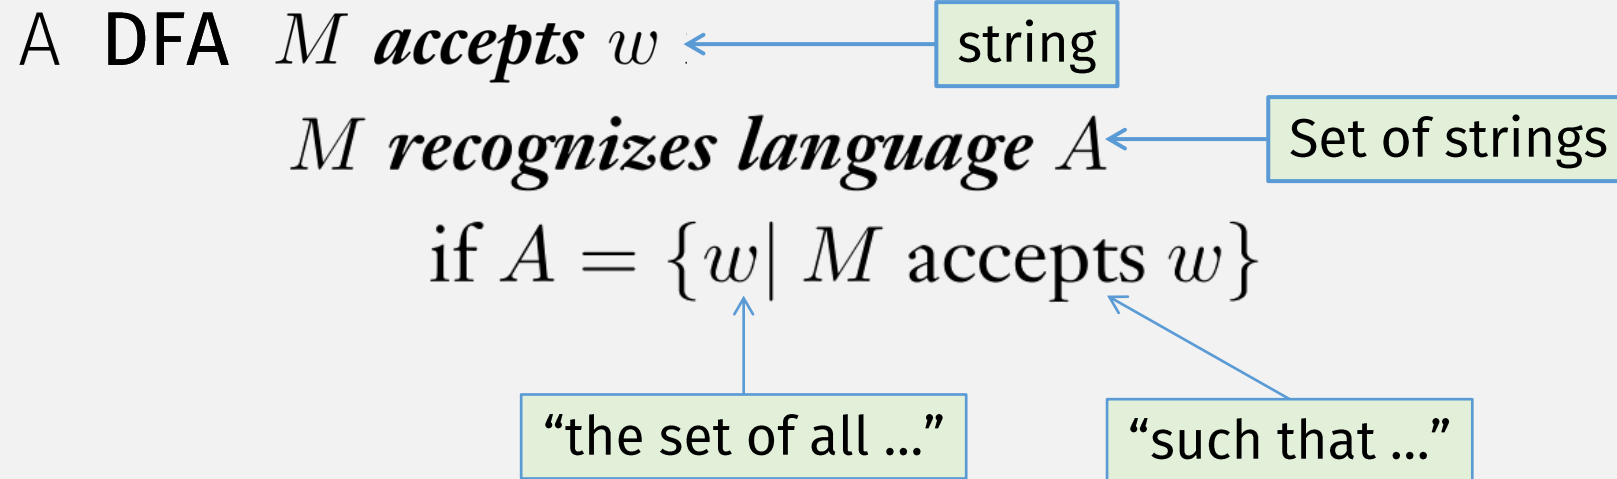 A DFA M accepts w string
M recognizes language A Set of strings
if A = {w| M accepts w}
“the set of all ...” “such that ...”